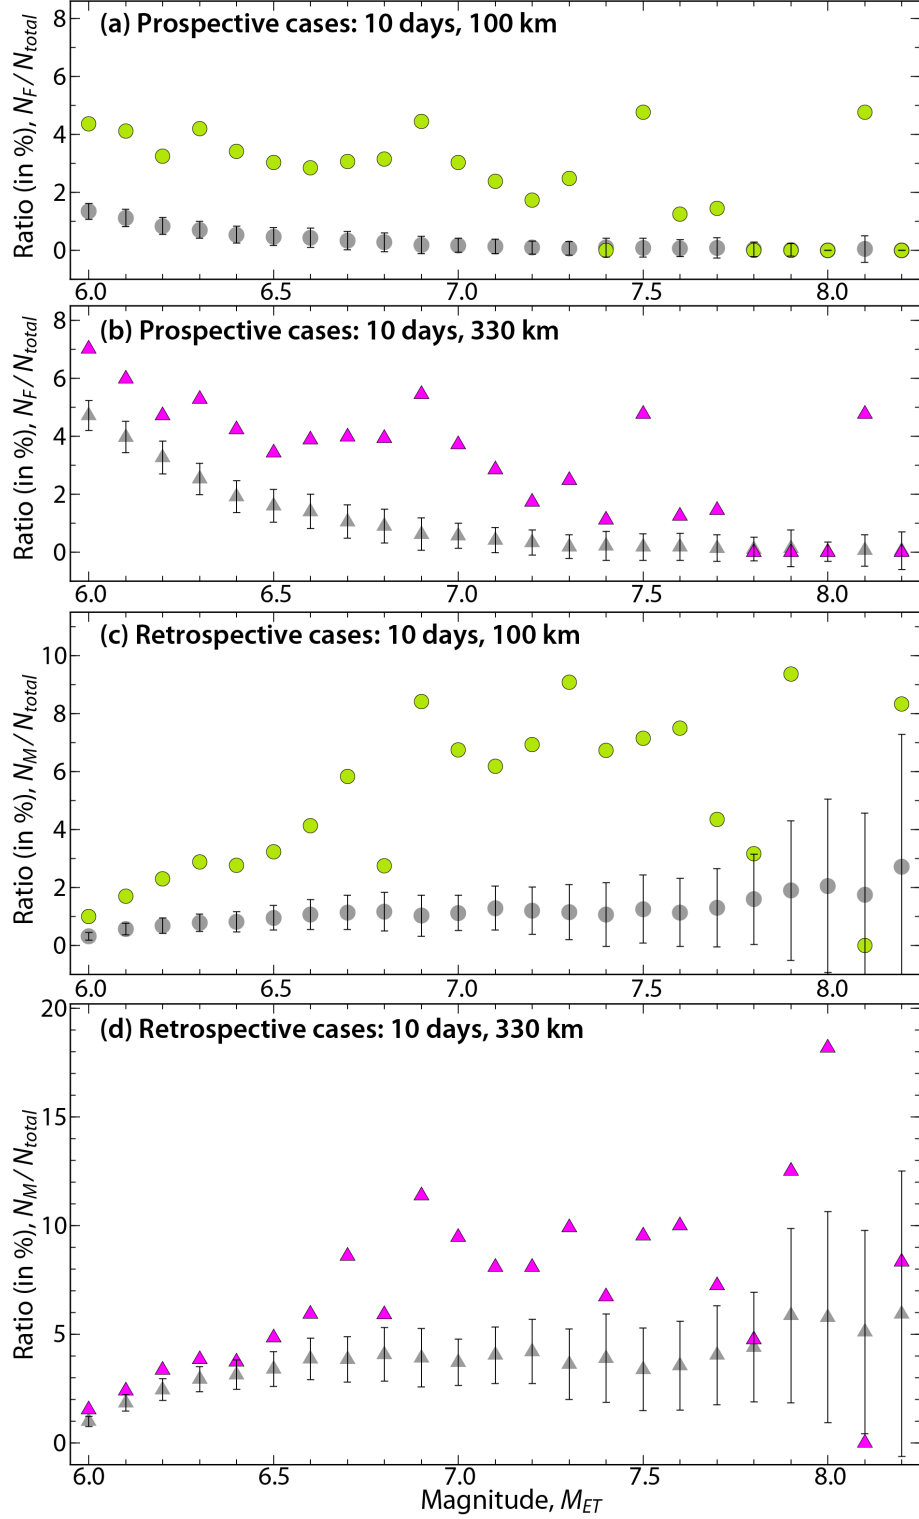 (a) Prospective cases: 10 days, 100 km
Ratio (in %), N_F / N_total
8
6
4
2
0
6.0 6.5 7.0 7.5 8.0
(b) Prospective cases: 10 days, 330 km
Ratio (in %), N_F / N_total
8
6
4
2
0
6.0 6.5 7.0 7.5 8.0
(c) Retrospective cases: 10 days, 100 km
Ratio (in %), N_M / N_total
10
8
6
4
2
0
6.0 6.5 7.0 7.5 8.0
(d) Retrospective cases: 10 days, 330 km
Ratio (in %), N_M / N_total
20
15
10
5
0
6.0 6.5 7.0 7.5 8.0
Magnitude, M_ET